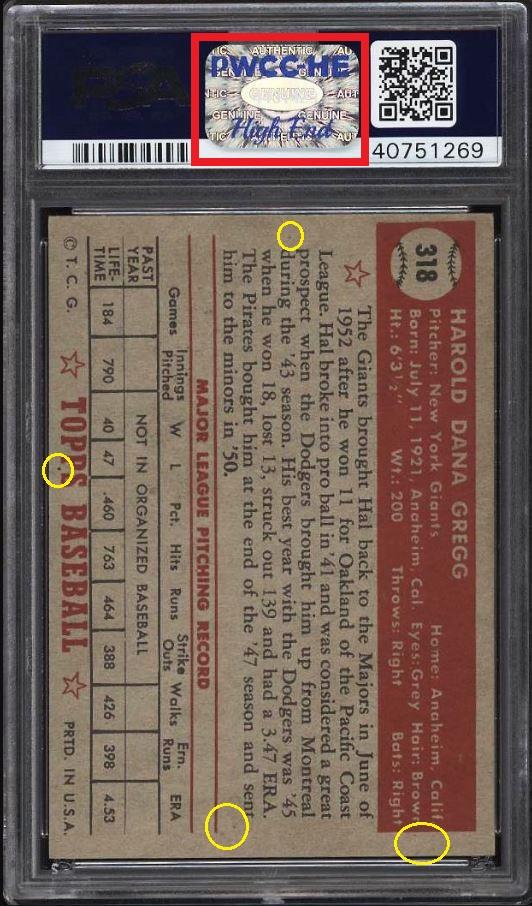 PWCC-HE
AUTHENTIC
GENUINE
High End
40751269
318
HAROLD DANA GREGG
Pitcher: New York Giants Home: Anaheim, Calif
Born: July 11, 1921, Anaheim, Cal. Eyes: Grey Hair: Brown
Ht.: 6'3½" Wt.: 200 Throws: Right Bats: Right
The Giants brought Hal back to the Majors in June of
1952 after he won 11 for Oakland of the Pacific Coast
League. Hal broke into pro ball in '41 and was considered a great
prospect when the Dodgers brought him up from Montreal
during the '43 season. His best year with the Dodgers was '45
when he won 18, lost 13, struck out 139 and had a 3.47 ERA.
The Pirates bought him at the end of the '47 season and sent
him to the minors in '50.
MAJOR LEAGUE PITCHING RECORD
Games Innings Pitched W L Pct. Hits Runs Strike Outs Walks Ern. Runs ERA
PAST YEAR NOT IN ORGANIZED BASEBALL
LIFE-TIME 184 790 40 47 .460 763 464 388 426 398 4.53
© T. C. G. TOPPS BASEBALL PRTD. IN U.S.A.